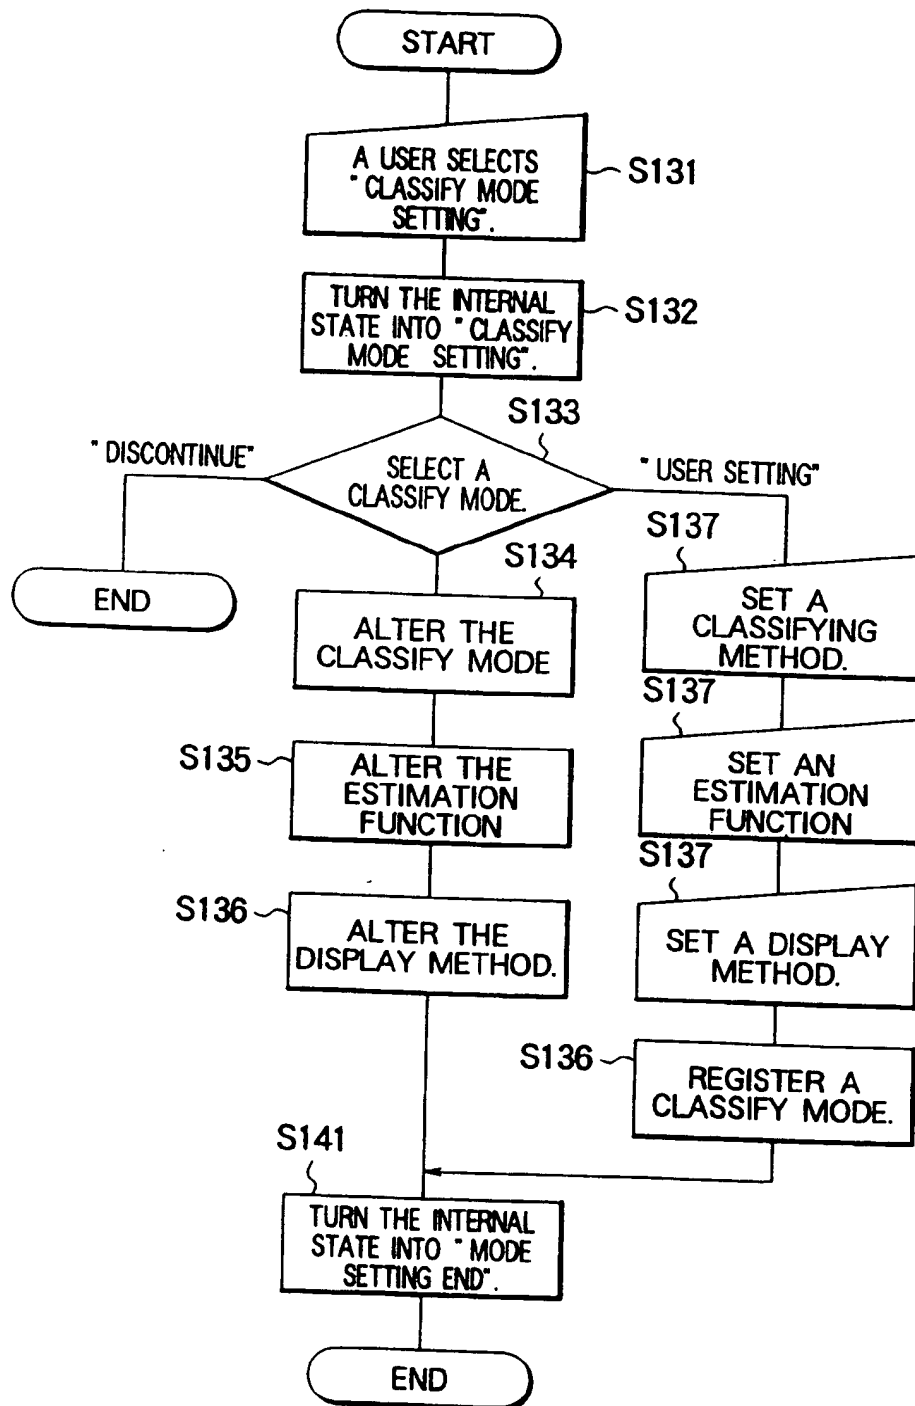 START
A USER SELECTS
"CLASSIFY MODE
SETTING".
S131
TURN THE INTERNAL
STATE INTO "CLASSIFY
MODE SETTING".
S132
S133
"DISCONTINUE"
SELECT A
CLASSIFY MODE.
"USER SETTING"
END
S134
ALTER THE
CLASSIFY MODE
S135
ALTER THE
ESTIMATION
FUNCTION
S136
ALTER THE
DISPLAY METHOD.
S137
SET A
CLASSIFYING
METHOD.
S137
SET AN
ESTIMATION
FUNCTION
S137
SET A DISPLAY
METHOD.
S136
REGISTER A
CLASSIFY MODE.
S141
TURN THE INTERNAL
STATE INTO "MODE
SETTING END".
END